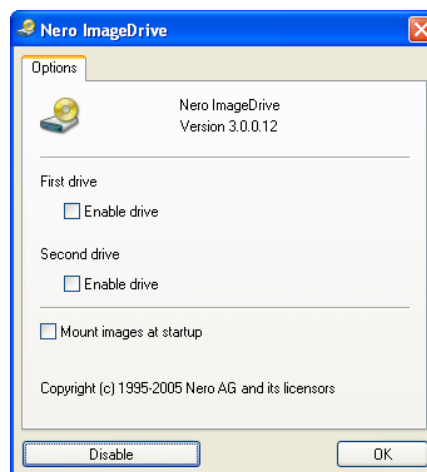 Nero ImageDrive
Options
Nero ImageDrive
Version 3.0.0.12
First drive
Enable drive
Second drive
Enable drive
Mount images at startup
Copyright (c) 1995-2005 Nero AG and its licensors
Disable
OK